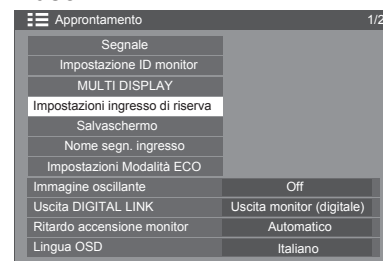 Approntamento 1/2
Segnale
Impostazione ID monitor
MULTI DISPLAY
Impostazioni ingresso di riserva
Salvaschermo
Nome segn. ingresso
Impostazioni Modalità ECO
Immagine oscillante Off
Uscita DIGITAL LINK Uscita monitor (digitale)
Ritardo accensione monitor Automatico
Lingua OSD Italiano